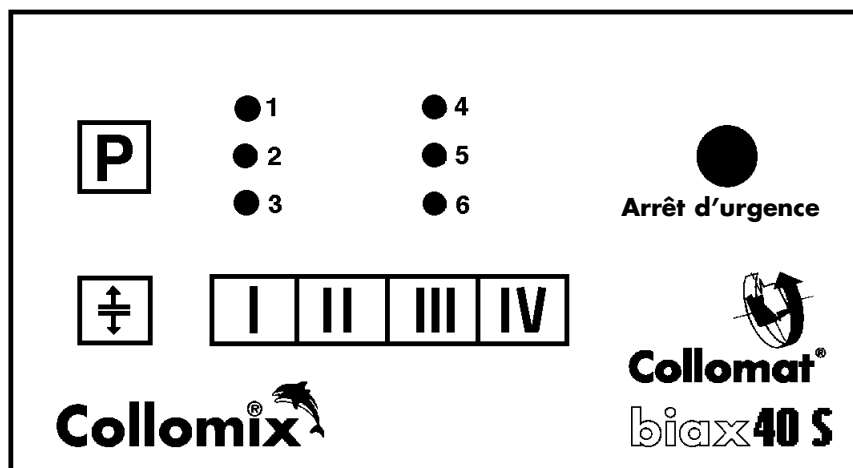 P
1
2
3
4
5
6
Arrêt d'urgence
I II III IV
Collomix®
Collomat®
biax40 S